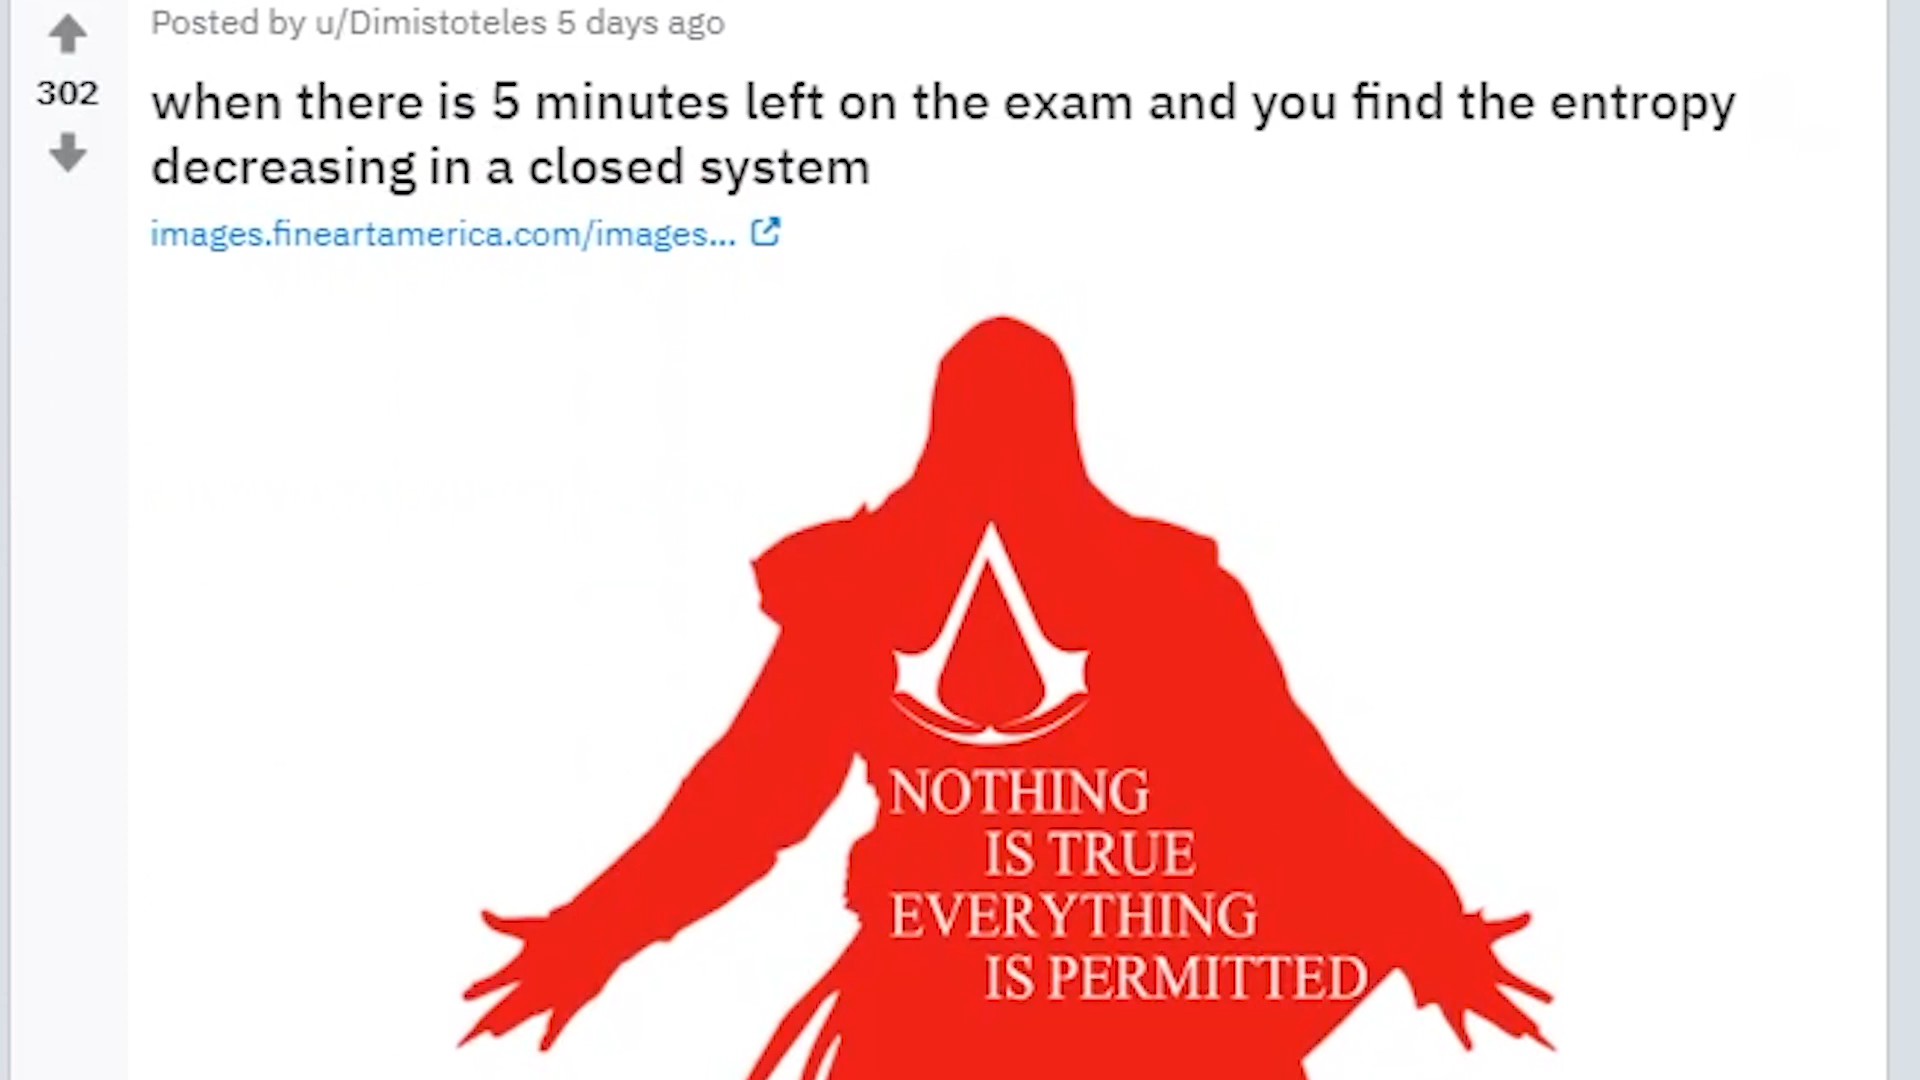 Posted by u/Dimistoteles 5 days ago
302
when there is 5 minutes left on the exam and you find the entropy
decreasing in a closed system
images.fineartamerica.com/images...
NOTHING
IS TRUE
EVERYTHING
IS PERMITTED